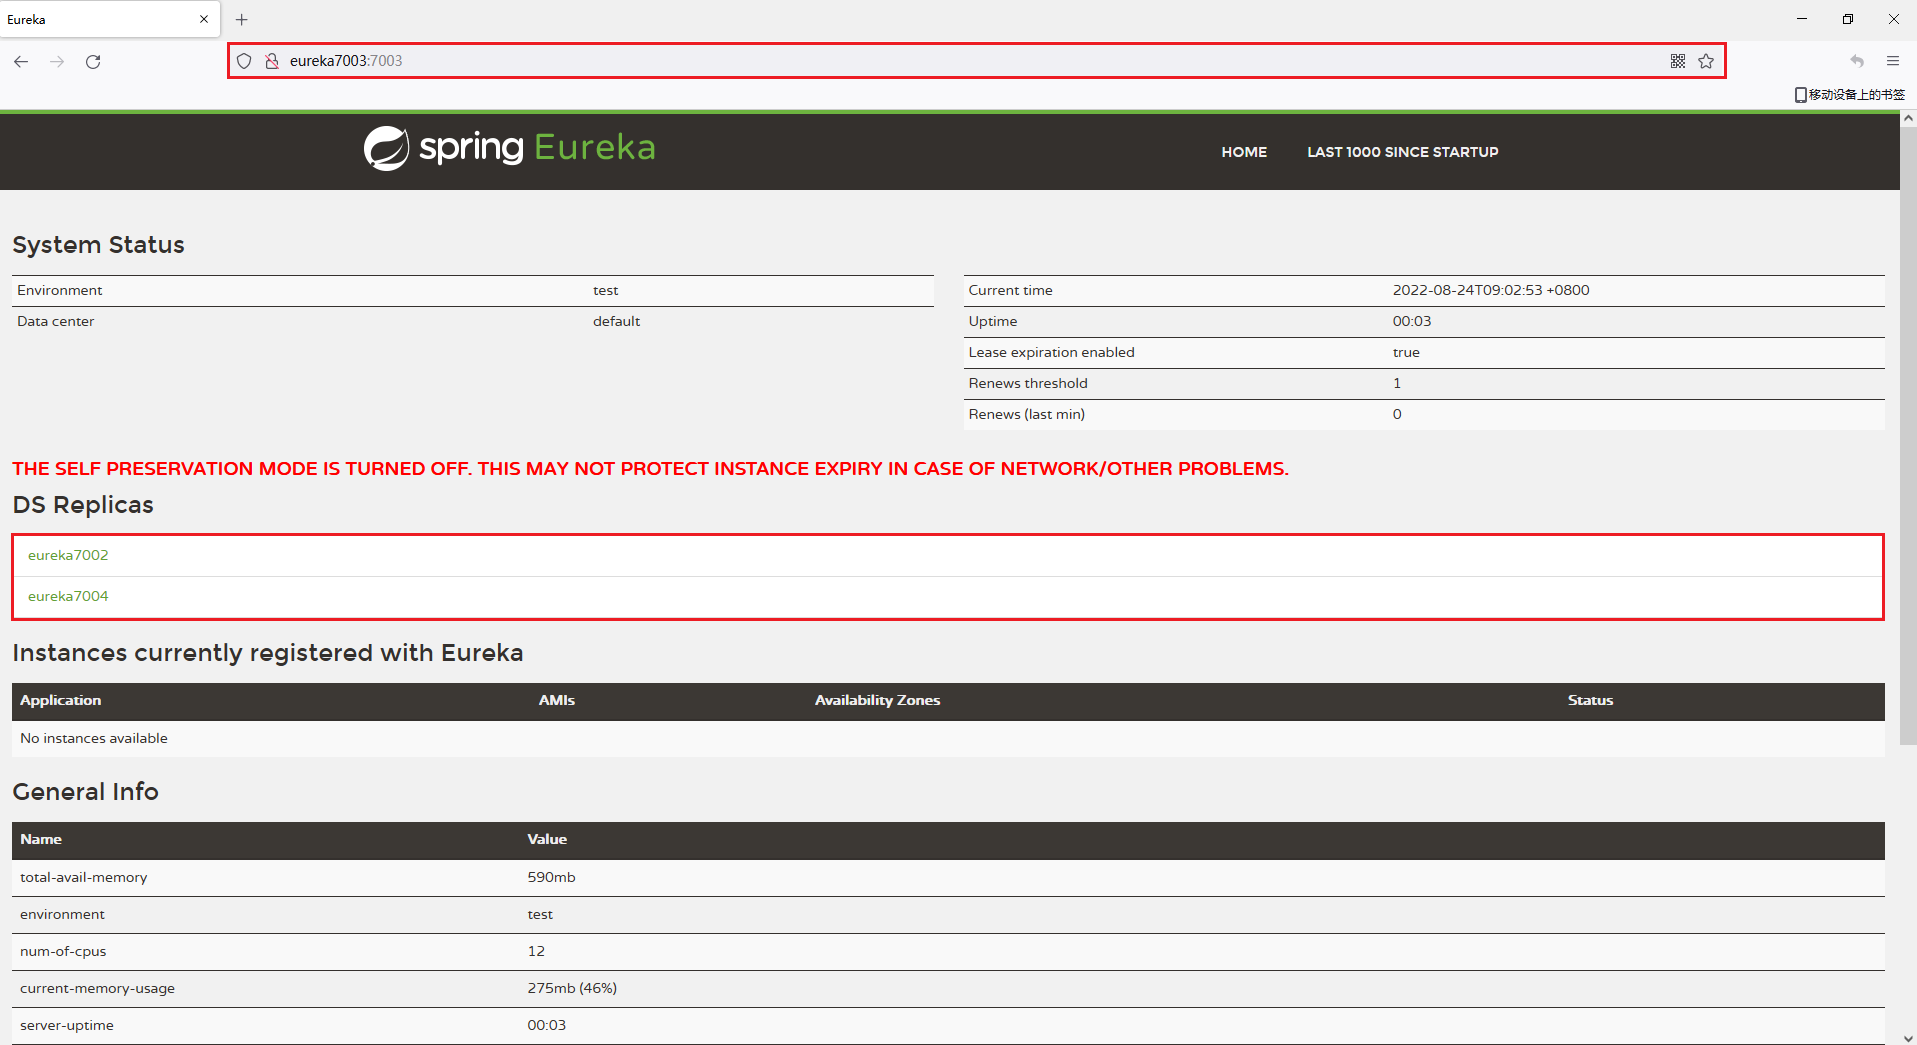 Eureka
eureka7003:7003
移动设备上的书签
spring Eureka
HOME LAST 1000 SINCE STARTUP
System Status
Environment test
Data center default
Current time 2022-08-24T09:02:53 +0800
Uptime 00:03
Lease expiration enabled true
Renews threshold 1
Renews (last min) 0
THE SELF PRESERVATION MODE IS TURNED OFF. THIS MAY NOT PROTECT INSTANCE EXPIRY IN CASE OF NETWORK/OTHER PROBLEMS.
DS Replicas
eureka7002
eureka7004
Instances currently registered with Eureka
Application AMIs Availability Zones Status
No instances available
General Info
Name Value
total-avail-memory 590mb
environment test
num-of-cpus 12
current-memory-usage 275mb (46%)
server-uptime 00:03